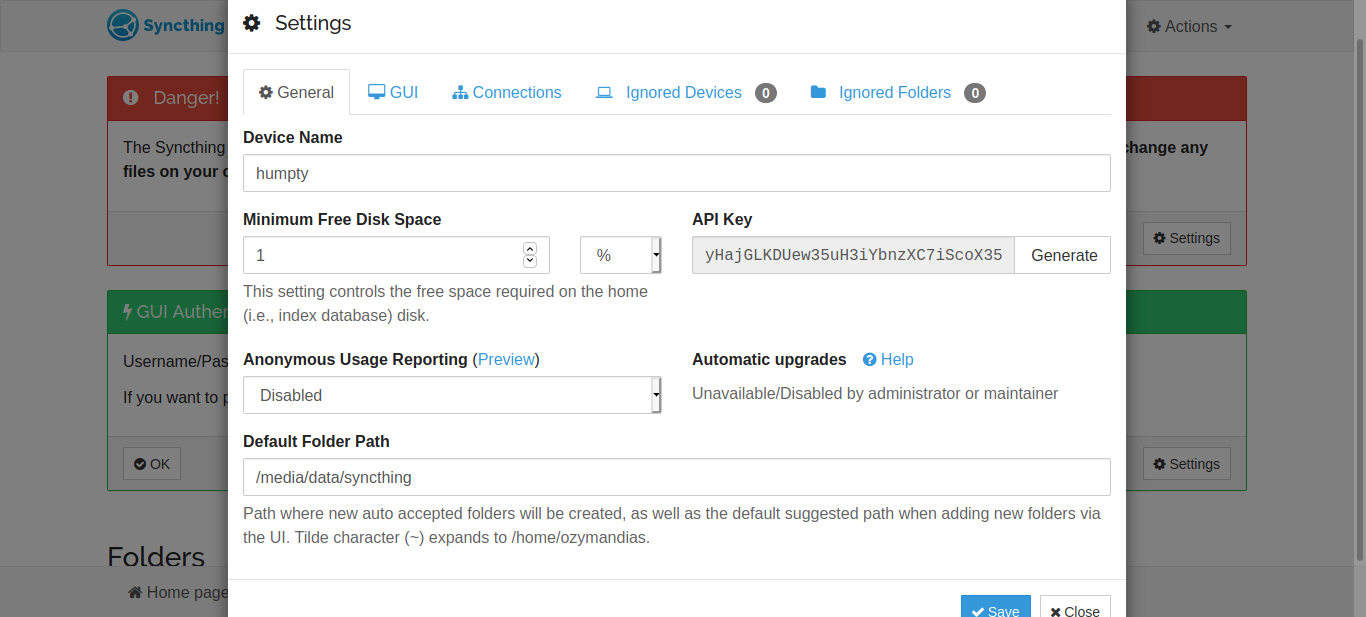 Settings
Syncthing
Actions
General GUI Connections Ignored Devices 0 Ignored Folders 0
Danger!
Device Name
The Syncthing
change any
files on your
humpty
Minimum Free Disk Space API Key
Settings
1 % yHajGLKDUew35uH3iYbnzXC7iScoX35 Generate
This setting controls the free space required on the home
(i.e., index database) disk.
GUI Authen
Anonymous Usage Reporting (Preview) Automatic upgrades Help
Username/Pas
Disabled Unavailable/Disabled by administrator or maintainer
If you want to p
Default Folder Path
OK
Settings
/media/data/syncthing
Path where new auto accepted folders will be created, as well as the default suggested path when adding new folders via
the UI. Tilde character (~) expands to /home/ozymandias.
Folders
Home page
Save Close